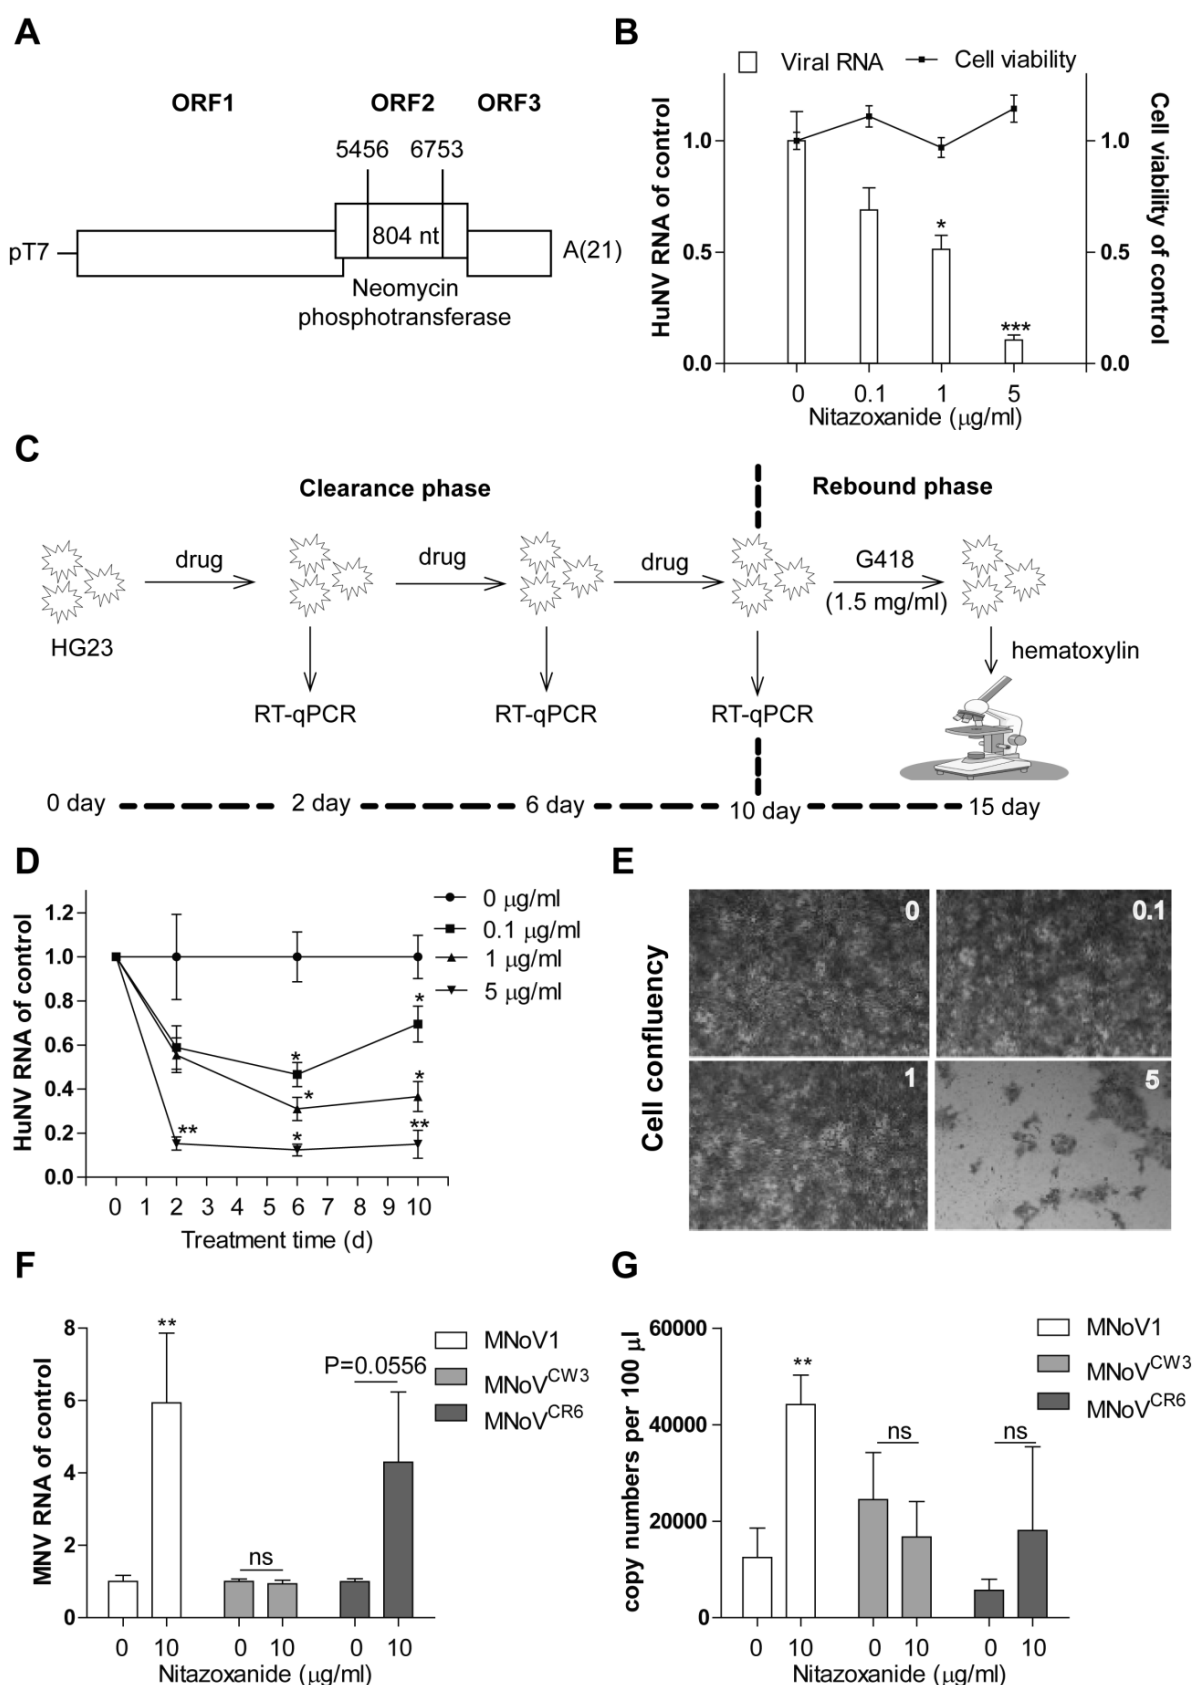 A
ORF1 ORF2 ORF3
5456 6753
pT7 804 nt A(21)
Neomycin
phosphotransferase
B
Viral RNA Cell viability
HuNV RNA of control
1.0
0.5
0.0
1.0
0.5
0.0
Cell viability of control
*
***
0 0.1 1 5
Nitazoxanide (μg/ml)
C
Clearance phase Rebound phase
drug drug drug G418
(1.5 mg/ml)
HG23
hematoxylin
RT-qPCR RT-qPCR RT-qPCR
0 day 2 day 6 day 10 day 15 day
D
HuNV RNA of control
1.2
1.0
0.8
0.6
0.4
0.2
0.0
0 μg/ml
0.1 μg/ml
1 μg/ml
5 μg/ml
*
*
*
*
**
*
**
0 1 2 3 4 5 6 7 8 9 10
Treatment time (d)
E
Cell confluency
0 0.1
1 5
F
MNV RNA of control
8
6
4
2
0
**
ns
P=0.0556
MNoV1
MNoV^CW3
MNoV^CR6
0 10 0 10 0 10
Nitazoxanide (μg/ml)
G
copy numbers per 100 μl
60000
40000
20000
0
**
ns
ns
MNoV1
MNoV^CW3
MNoV^CR6
0 10 0 10 0 10
Nitazoxanide (μg/ml)